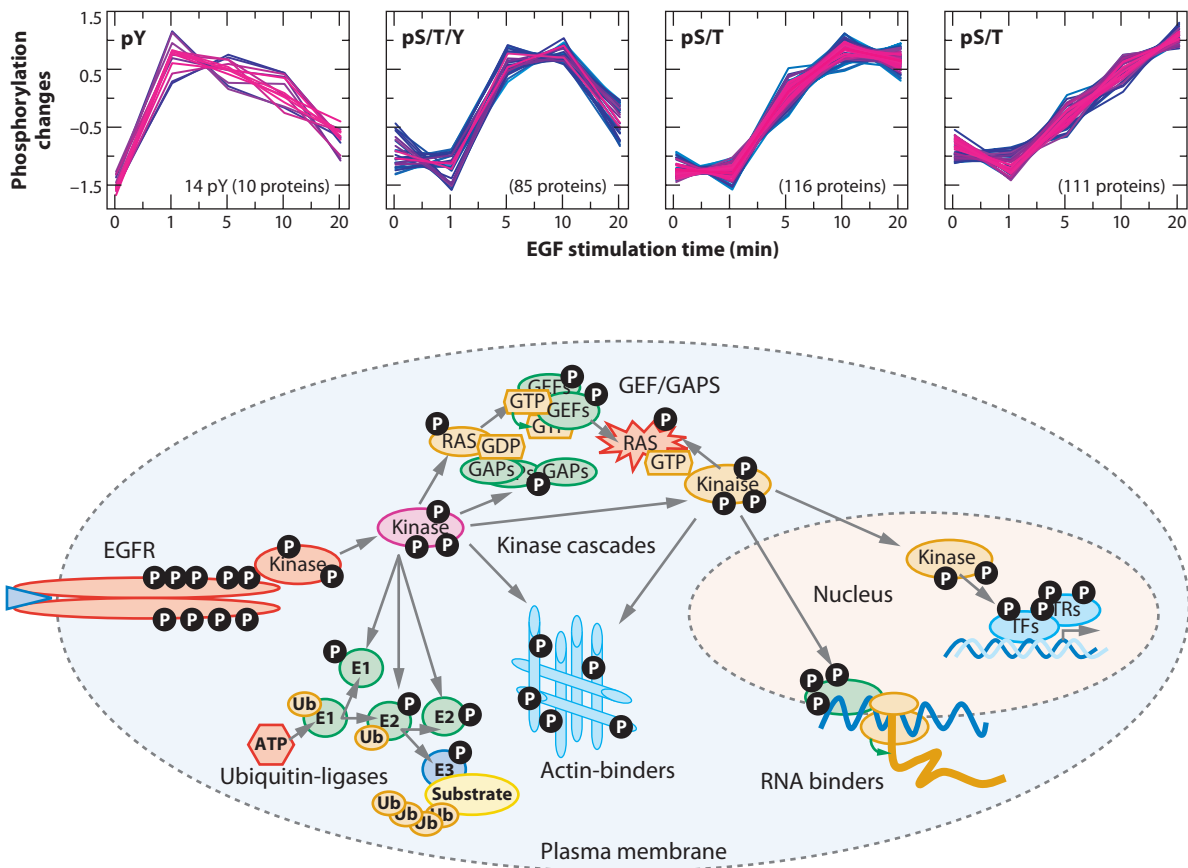 Phosphorylation
changes
1.5
0.5
−0.5
−1.5
pY
14 pY (10 proteins)
0 1 5 10 20
pS/T/Y
(85 proteins)
0 1 5 10 20
pS/T
(116 proteins)
0 1 5 10 20
pS/T
(111 proteins)
0 1 5 10 20
EGF stimulation time (min)
P
GEFs
P
GEF/GAPS
GTP
GEFs
GTP
P
RAS
GDP
P
RAS
GTP
GAPs
GAPs
P
P
Kinaise
P P
P
Kinase
P P
Kinase cascades
EGFR
P
Kinase
P
P P P P P
P P P P
Kinase
P P
Nucleus
P P P P
TRs
TFs
P
E1
Ub
E1
ATP
P
E2
Ub
E2
P
P
E3
Substrate
Ub
Ub
Ub
Ub
Ubiquitin-ligases
P
P
P
P
P
Actin-binders
P
P
P
RNA binders
Plasma membrane